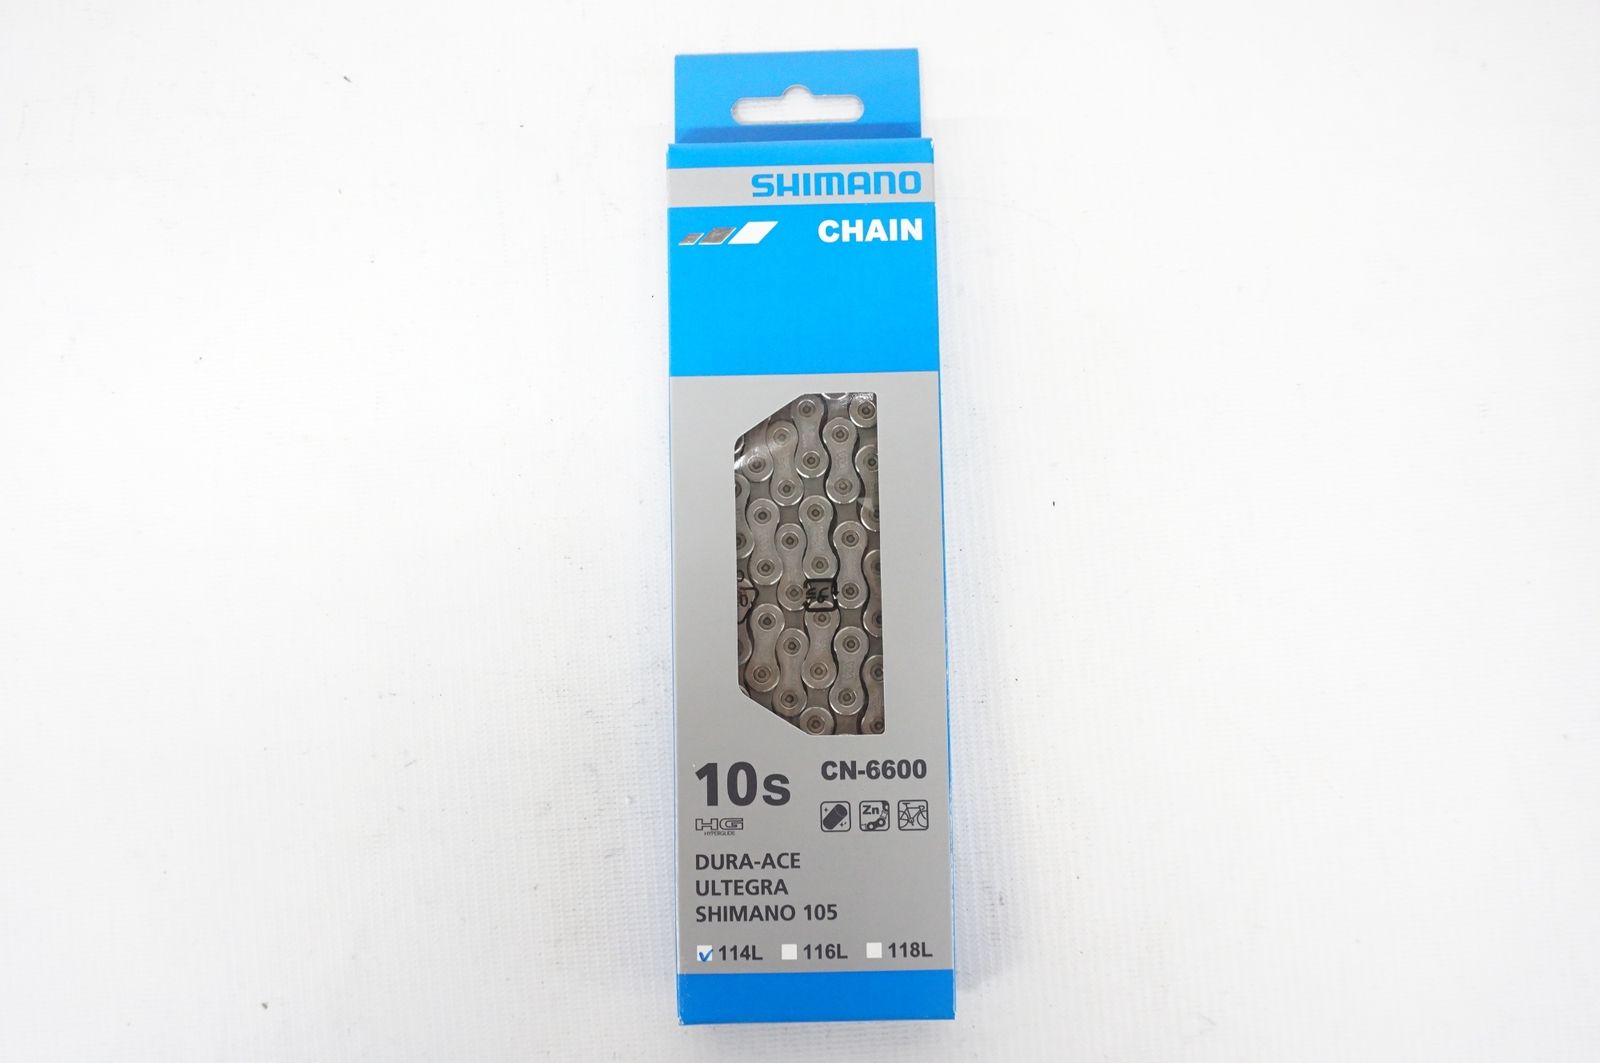 SHIMANO
CHAIN
10s
CN-6600
HG
HYPERGLIDE
Zn
DURA-ACE
ULTEGRA
SHIMANO 105
114L 116L 118L